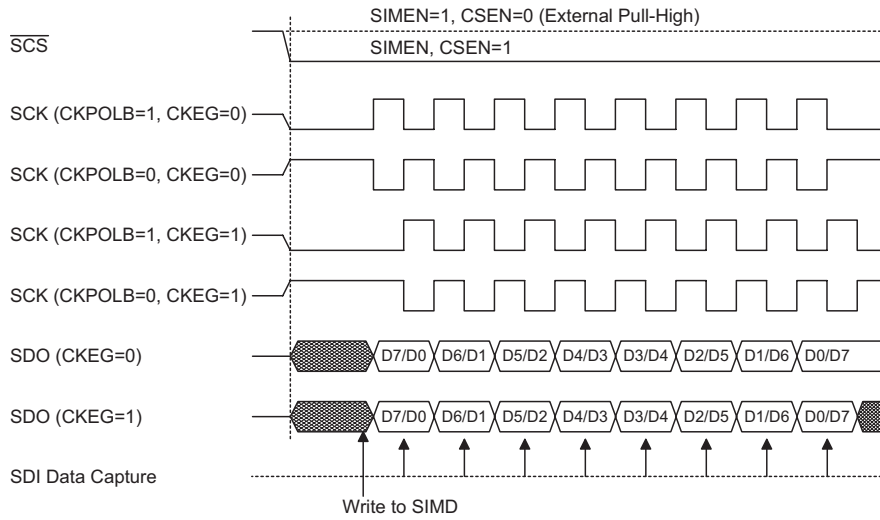 SIMEN=1, CSEN=0 (External Pull-High)
SCS
SIMEN, CSEN=1
SCK (CKPOLB=1, CKEG=0)
SCK (CKPOLB=0, CKEG=0)
SCK (CKPOLB=1, CKEG=1)
SCK (CKPOLB=0, CKEG=1)
SDO (CKEG=0) D7/D0 D6/D1 D5/D2 D4/D3 D3/D4 D2/D5 D1/D6 D0/D7
SDO (CKEG=1) D7/D0 D6/D1 D5/D2 D4/D3 D3/D4 D2/D5 D1/D6 D0/D7
SDI Data Capture
Write to SIMD